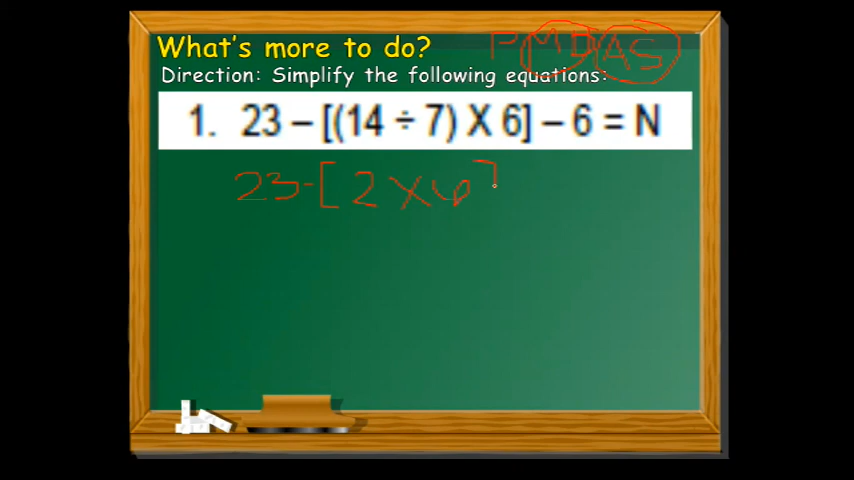 What's more to do?
PMDAS
Direction: Simplify the following equations:
1. 23 – [(14 ÷ 7) X 6] – 6 = N
23-[2X6]